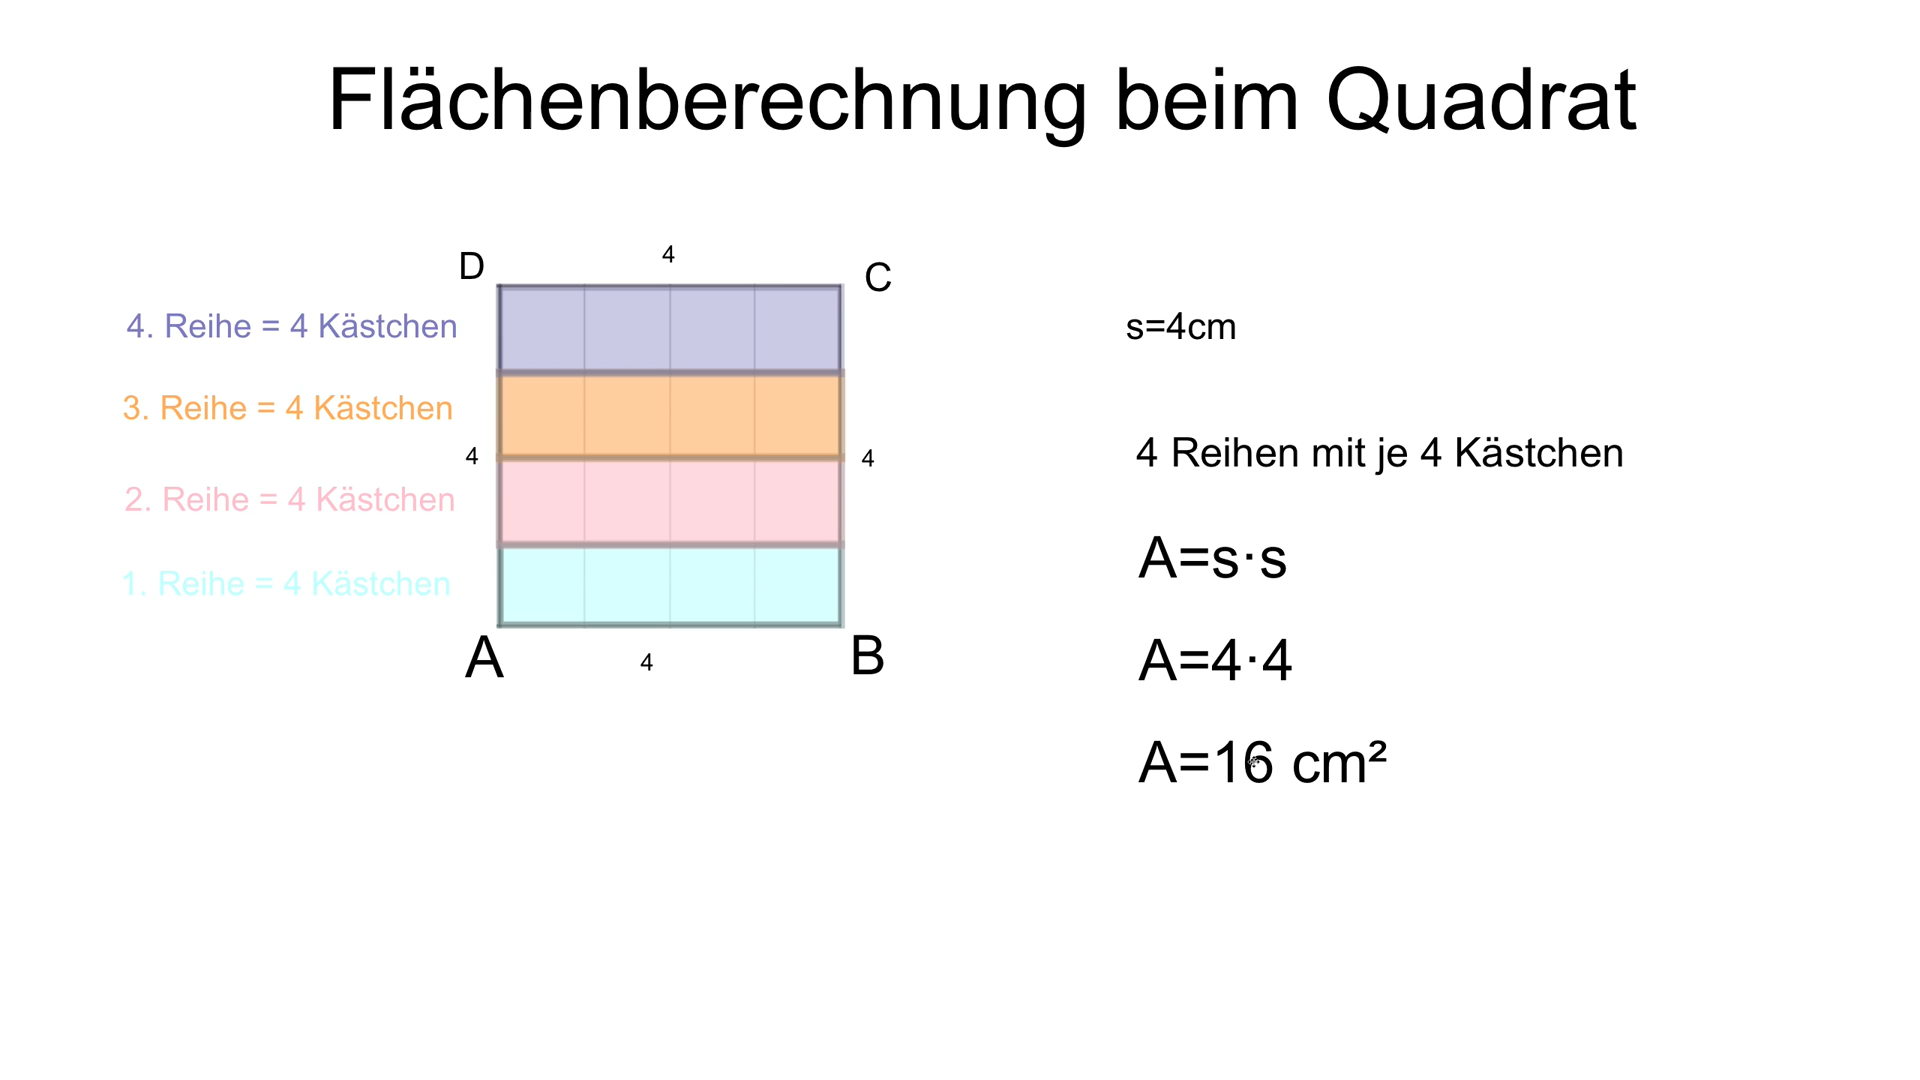 Flächenberechnung beim Quadrat
D
4
C
4. Reihe = 4 Kästchen
3. Reihe = 4 Kästchen
4
4
2. Reihe = 4 Kästchen
1. Reihe = 4 Kästchen
A
4
B
s=4cm
4 Reihen mit je 4 Kästchen
A=s·s
A=4·4
A=16 cm²